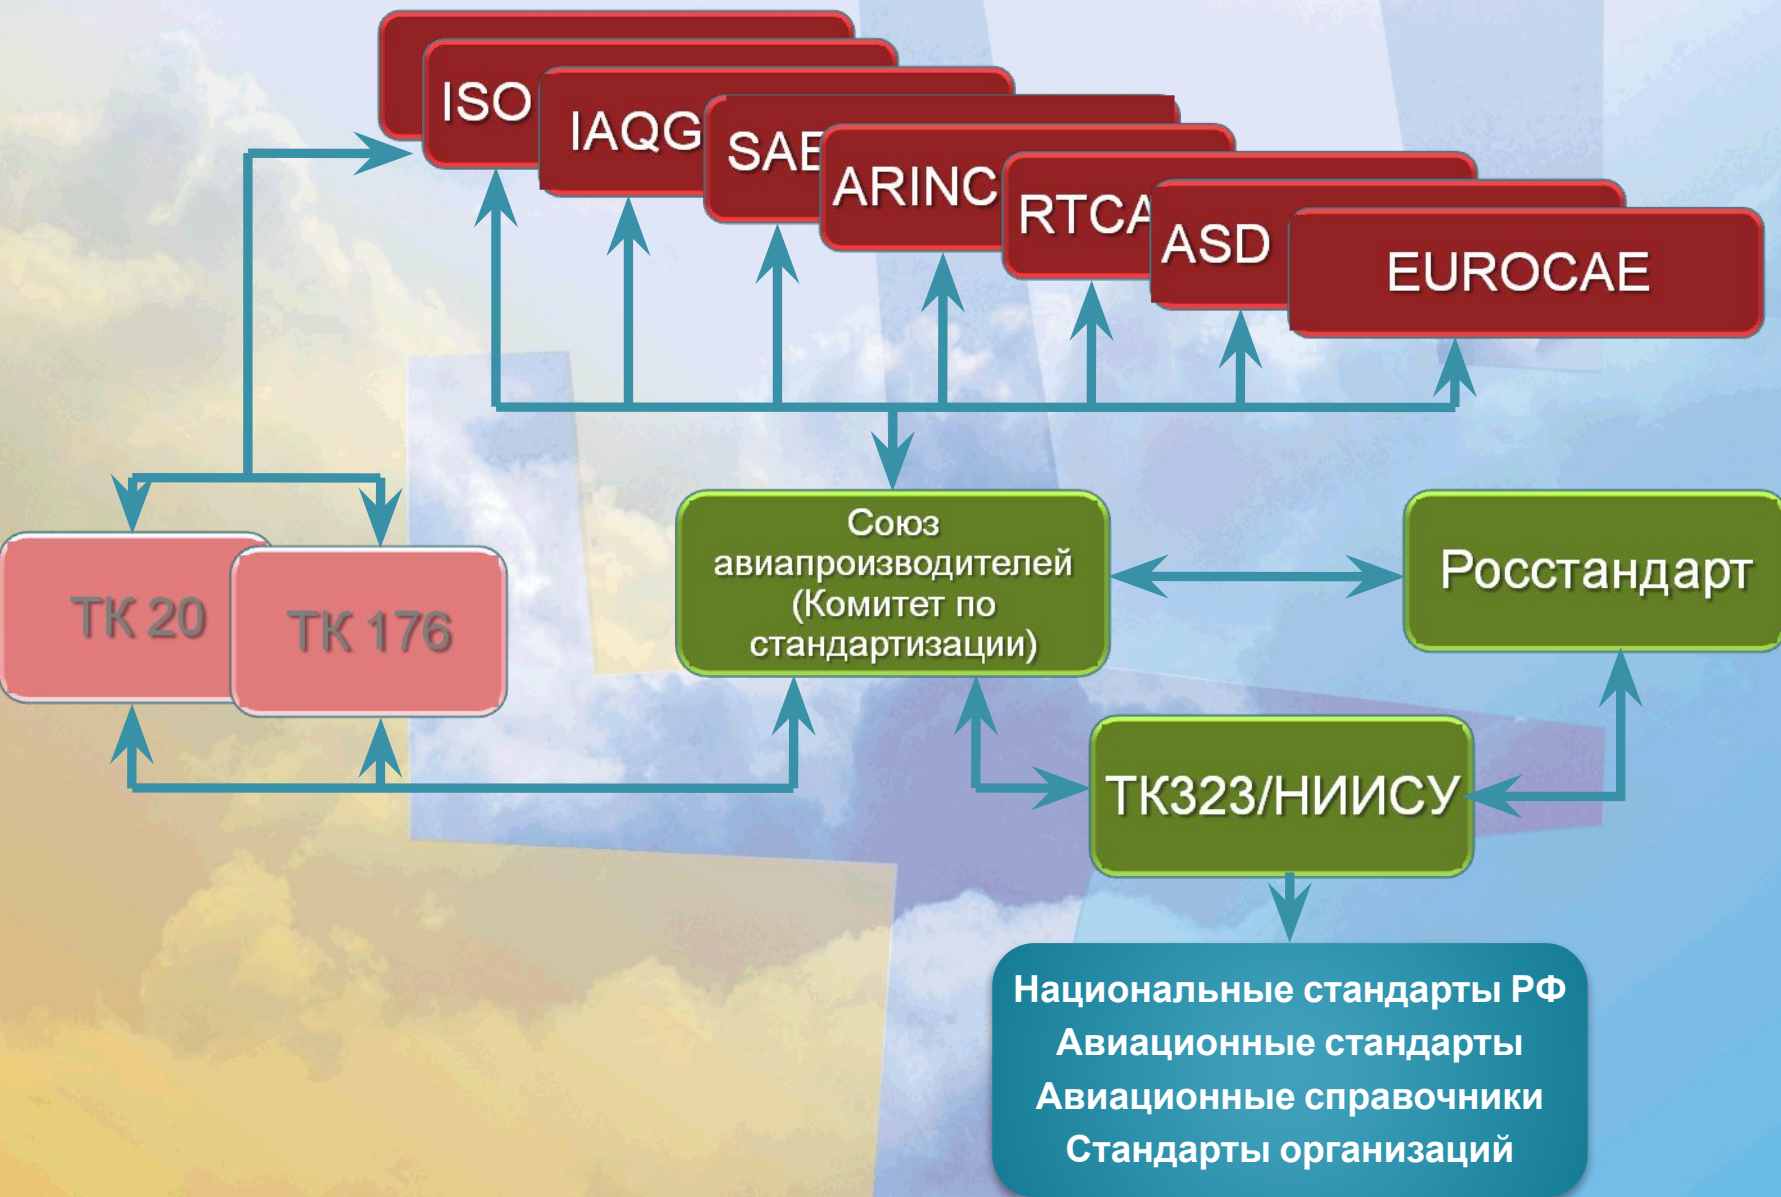 ISO
IAQG
SAE
ARINC
RTCA
ASD
EUROCAE
ТК 20
ТК 176
Союз
авиапроизводителей
(Комитет по
стандартизации)
Росстандарт
ТК323/НИИСУ
Национальные стандарты РФ
Авиационные стандарты
Авиационные справочники
Стандарты организаций